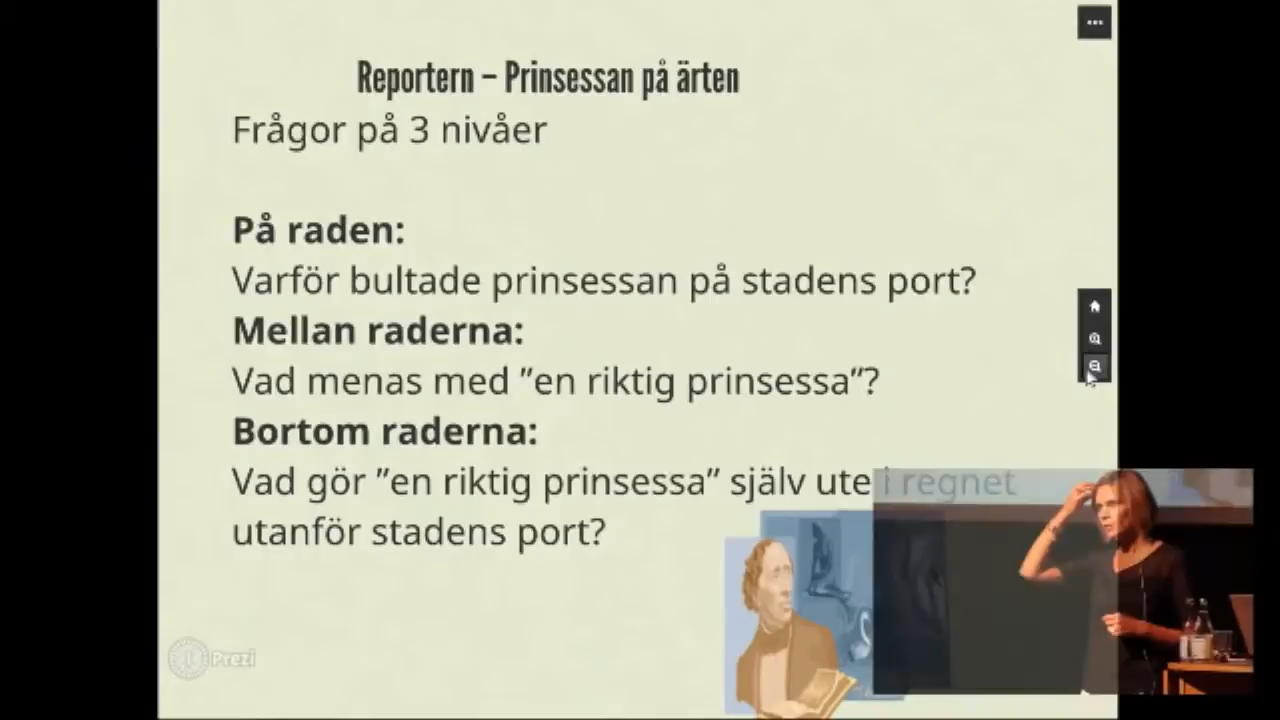 Reportern – Prinsessan på ärten
Frågor på 3 nivåer
På raden:
Varför bultade prinsessan på stadens port?
Mellan raderna:
Vad menas med ”en riktig prinsessa”?
Bortom raderna:
Vad gör ”en riktig prinsessa” själv ute i regnet
utanför stadens port?
Prezi